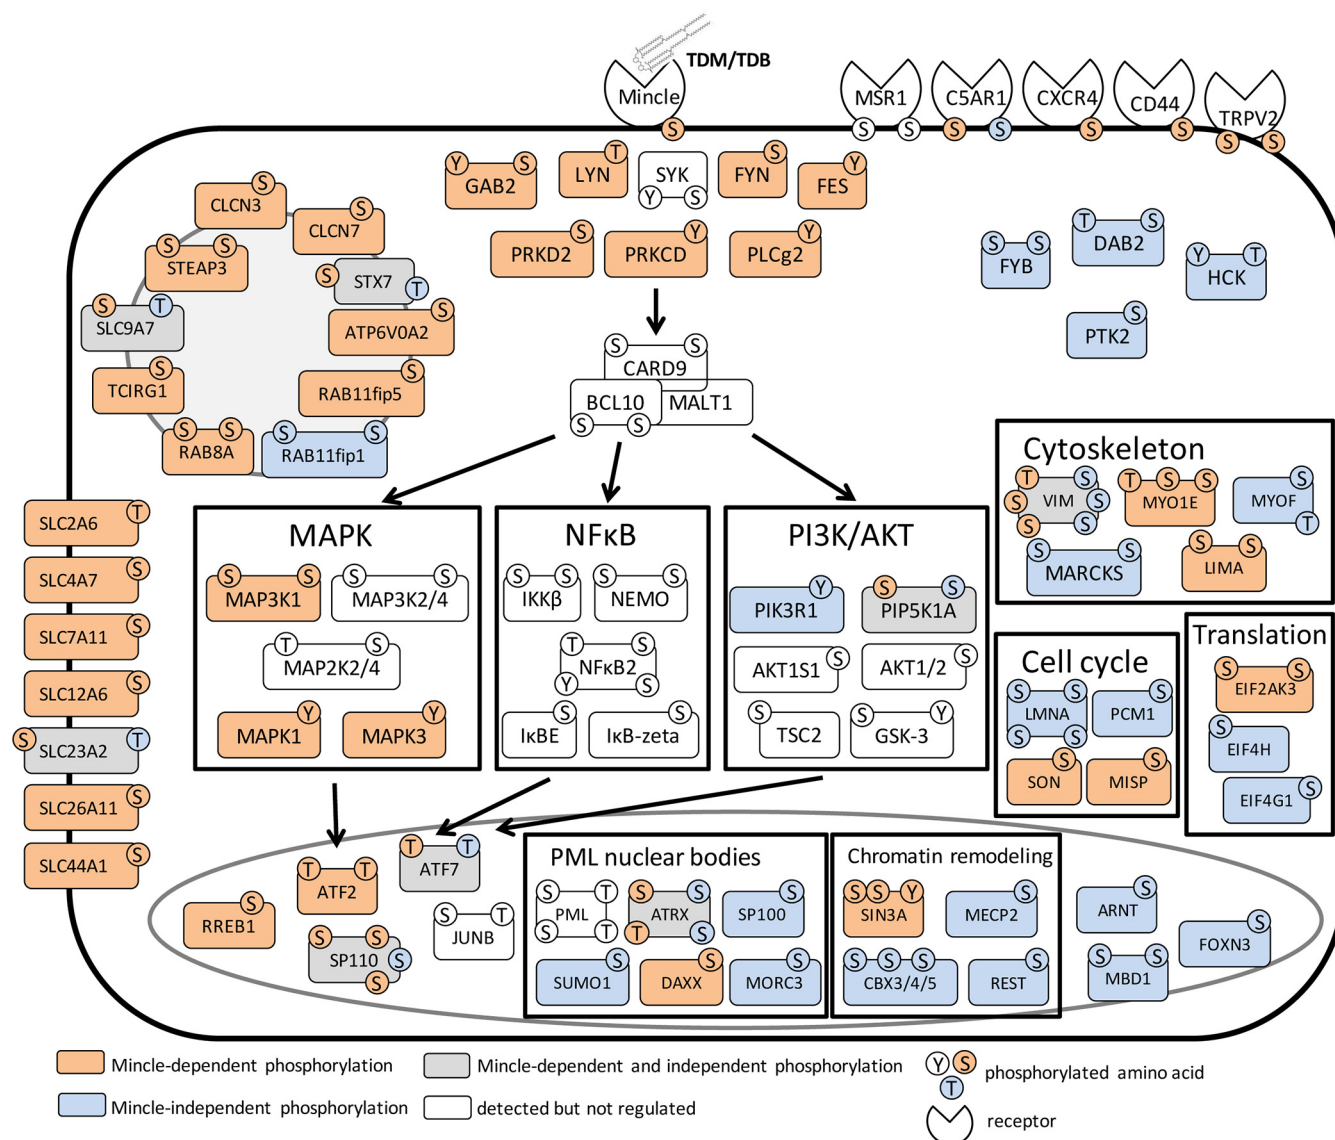 TDM/TDB
Mincle
S
MSR1
S S
C5AR1
S S
CXCR4
S
CD44
S
TRPV2
S S
Y S
GAB2
T
LYN
SYK
Y S
S
FYN
Y
FES
S
PRKD2
Y
PRKCD
Y
PLCg2
S
CLCN3
S
CLCN7
S S
STEAP3
S
STX7
T
S T
SLC9A7
S
ATP6V0A2
S
TCIRG1
S
RAB11fip5
S S
RAB8A
S S
RAB11fip1
S S
FYB
T S
DAB2
Y T
HCK
S
PTK2
S S
CARD9
BCL10
MALT1
S S
SLC2A6
T
SLC4A7
S
SLC7A11
S
SLC12A6
S
S
SLC23A2
T
SLC26A11
S
SLC44A1
S
MAPK
S S
MAP3K1
S S
MAP3K2/4
T S
MAP2K2/4
Y
MAPK1
Y
MAPK3
NFκB
S S
IKKβ
S S
NEMO
T S
NFκB2
Y S
S
IκBE
S
IκB-zeta
PI3K/AKT
Y
PIK3R1
S S
PIP5K1A
S
AKT1S1
S
AKT1/2
S
TSC2
S Y
GSK-3
Cytoskeleton
T S
S VIM S
S S
T S S
MYO1E
S
MYOF
T
S S
MARCKS
S S
LIMA
Cell cycle
S S
LMNA
S S
S
PCM1
S
SON
S
MISP
Translation
S S
EIF2AK3
S
EIF4H
S
EIF4G1
T T
ATF2
T T
ATF7
S
RREB1
S S
SP110 S
S
S T
JUNB
PML nuclear bodies
S T
PML
S T
S S
ATRX
T S
S
SP100
S
SUMO1
S
DAXX
S
MORC3
Chromatin remodeling
S S Y
SIN3A
S
MECP2
S S S
CBX3/4/5
S
REST
S
ARNT
S
FOXN3
S S
MBD1
Mincle-dependent phosphorylation
Mincle-independent phosphorylation
Mincle-dependent and independent phosphorylation
detected but not regulated
Y S
T
phosphorylated amino acid
receptor